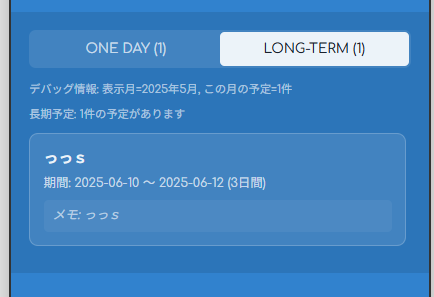 ONE DAY (1)
LONG-TERM (1)
デバッグ情報: 表示月=2025年5月, この月の予定=1件
長期予定: 1件の予定があります
っっｓ
期間: 2025-06-10 〜 2025-06-12 (3日間)
メモ: っっｓ